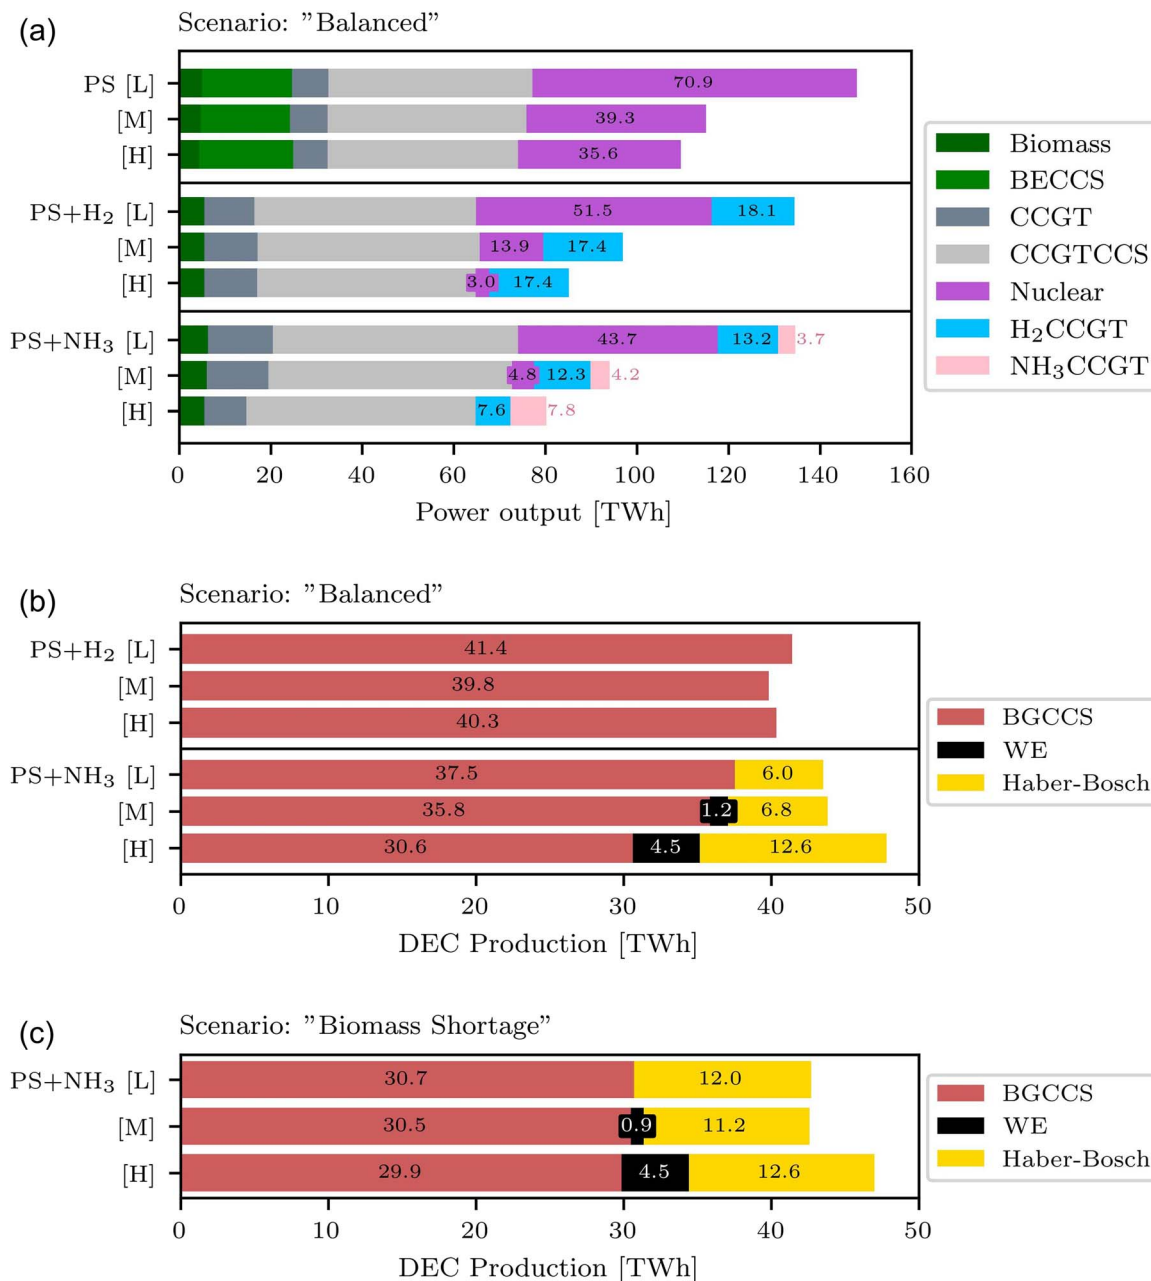 (a)
Scenario: "Balanced"
PS [L]
70.9
[M]
39.3
[H]
35.6
PS+H₂ [L]
51.5 18.1
[M]
13.9 17.4
[H]
3.0 17.4
PS+NH₃ [L]
43.7 13.2 3.7
[M]
4.8 12.3 4.2
[H]
7.6 7.8
0 20 40 60 80 100 120 140 160
Power output [TWh]
Biomass
BECCS
CCGT
CCGTCCS
Nuclear
H₂CCGT
NH₃CCGT
(b)
Scenario: "Balanced"
PS+H₂ [L]
41.4
[M]
39.8
[H]
40.3
PS+NH₃ [L]
37.5 6.0
[M]
35.8 1.2 6.8
[H]
30.6 4.5 12.6
0 10 20 30 40 50
DEC Production [TWh]
BGCCS
WE
Haber-Bosch
(c)
Scenario: "Biomass Shortage"
PS+NH₃ [L]
30.7 12.0
[M]
30.5 0.9 11.2
[H]
29.9 4.5 12.6
0 10 20 30 40 50
DEC Production [TWh]
BGCCS
WE
Haber-Bosch